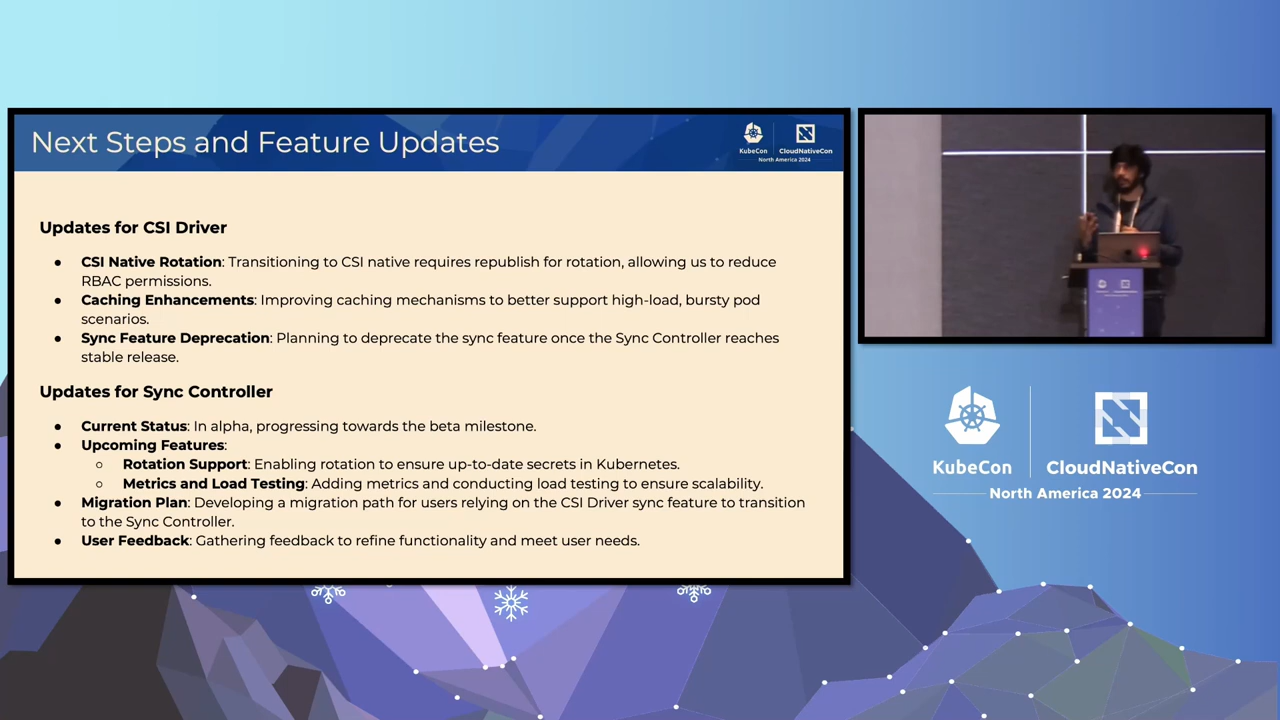 Next Steps and Feature Updates
KubeCon
CloudNativeCon
North America 2024
Updates for CSI Driver
● CSI Native Rotation: Transitioning to CSI native requires republish for rotation, allowing us to reduce
RBAC permissions.
● Caching Enhancements: Improving caching mechanisms to better support high-load, bursty pod
scenarios.
● Sync Feature Deprecation: Planning to deprecate the sync feature once the Sync Controller reaches
stable release.
Updates for Sync Controller
● Current Status: In alpha, progressing towards the beta milestone.
● Upcoming Features:
○ Rotation Support: Enabling rotation to ensure up-to-date secrets in Kubernetes.
○ Metrics and Load Testing: Adding metrics and conducting load testing to ensure scalability.
● Migration Plan: Developing a migration path for users relying on the CSI Driver sync feature to transition
to the Sync Controller.
● User Feedback: Gathering feedback to refine functionality and meet user needs.
KubeCon
CloudNativeCon
North America 2024